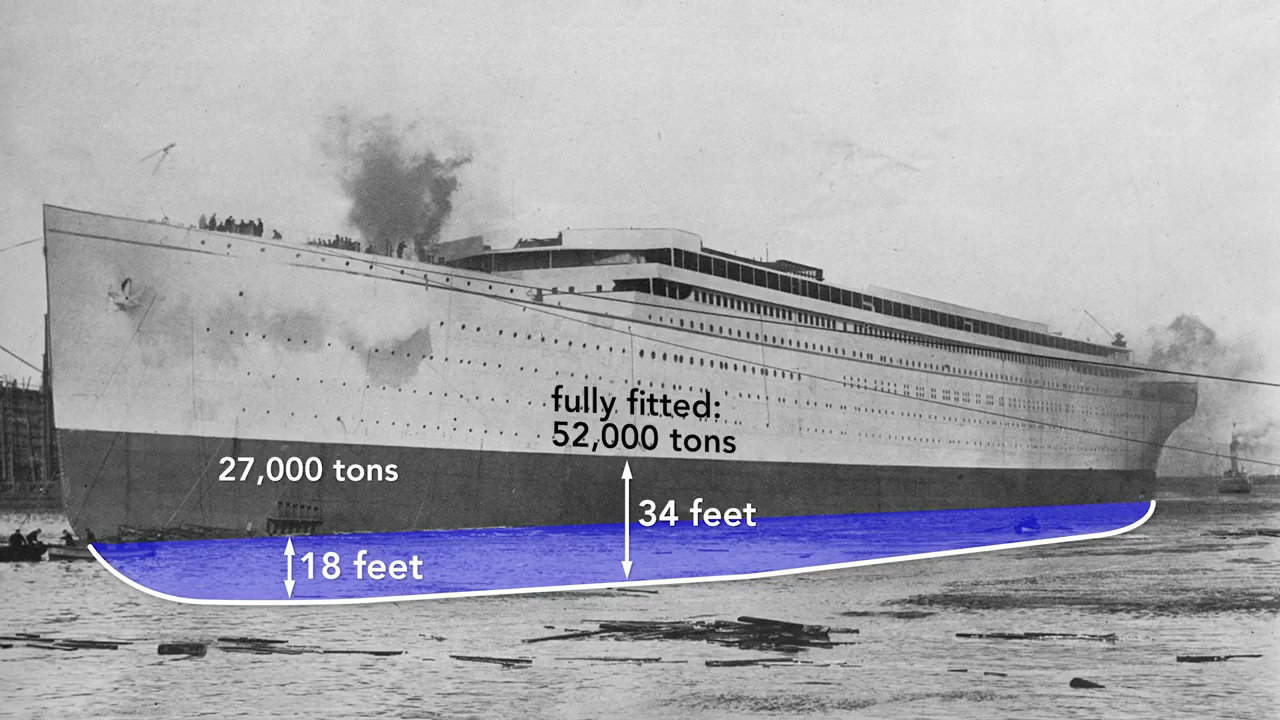 fully fitted:
52,000 tons
27,000 tons
34 feet
18 feet